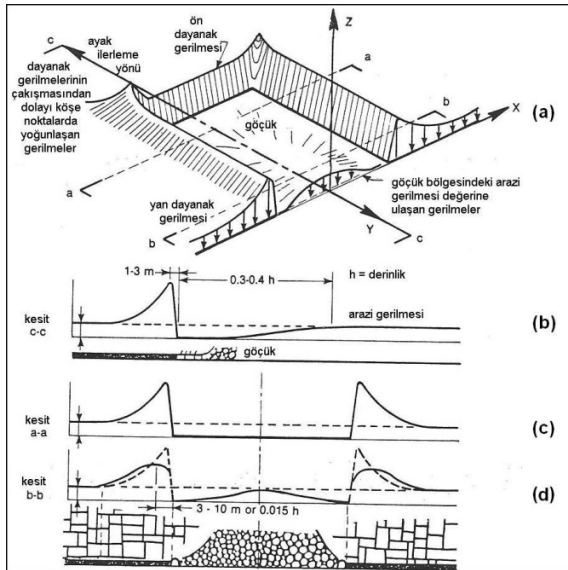 Z
ön
dayanak
gerilmesi
c
ayak
ilerleme
yönü
dayanak
gerilmelerinin
çakışmasından
dolayı köşe
noktalarda
yoğunlaşan
gerilmeler
a
b
X
(a)
göçük
a
yan dayanak
gerilmesi
b
göçük bölgesindeki arazi
gerilmesi değerine
ulaşan gerilmeler
Y
c
1-3 m
0.3-0.4 h
h = derinlik
kesit
c-c
arazi gerilmesi
(b)
göçük
kesit
a-a
(c)
kesit
b-b
(d)
3 - 10 m or 0.015 h